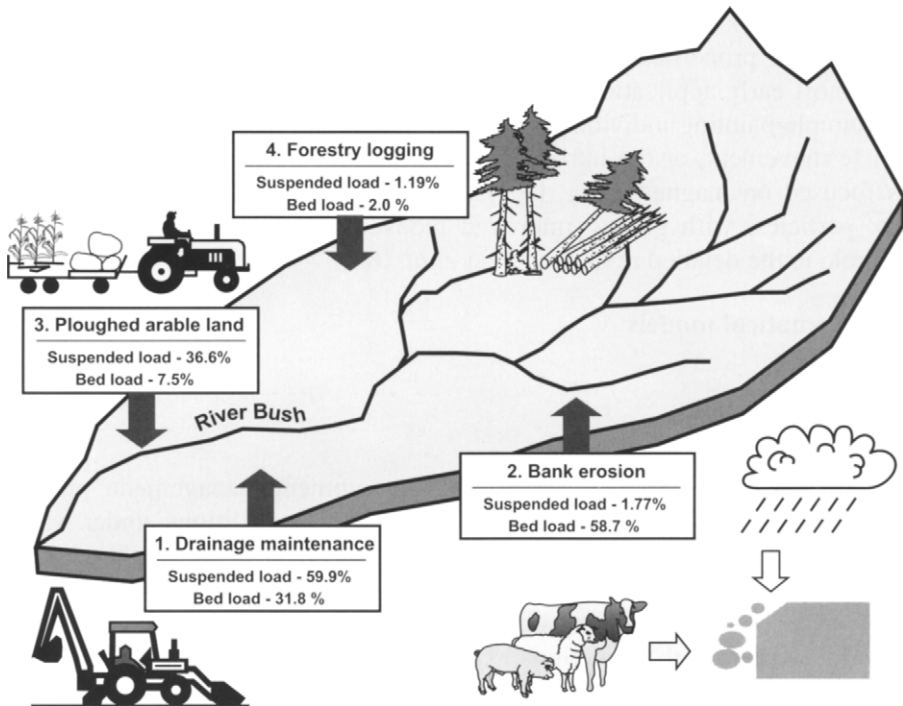 4. Forestry logging
Suspended load - 1.19%
Bed load - 2.0 %
3. Ploughed arable land
Suspended load - 36.6%
Bed load - 7.5%
River Bush
2. Bank erosion
Suspended load - 1.77%
Bed load - 58.7 %
1. Drainage maintenance
Suspended load - 59.9%
Bed load - 31.8 %